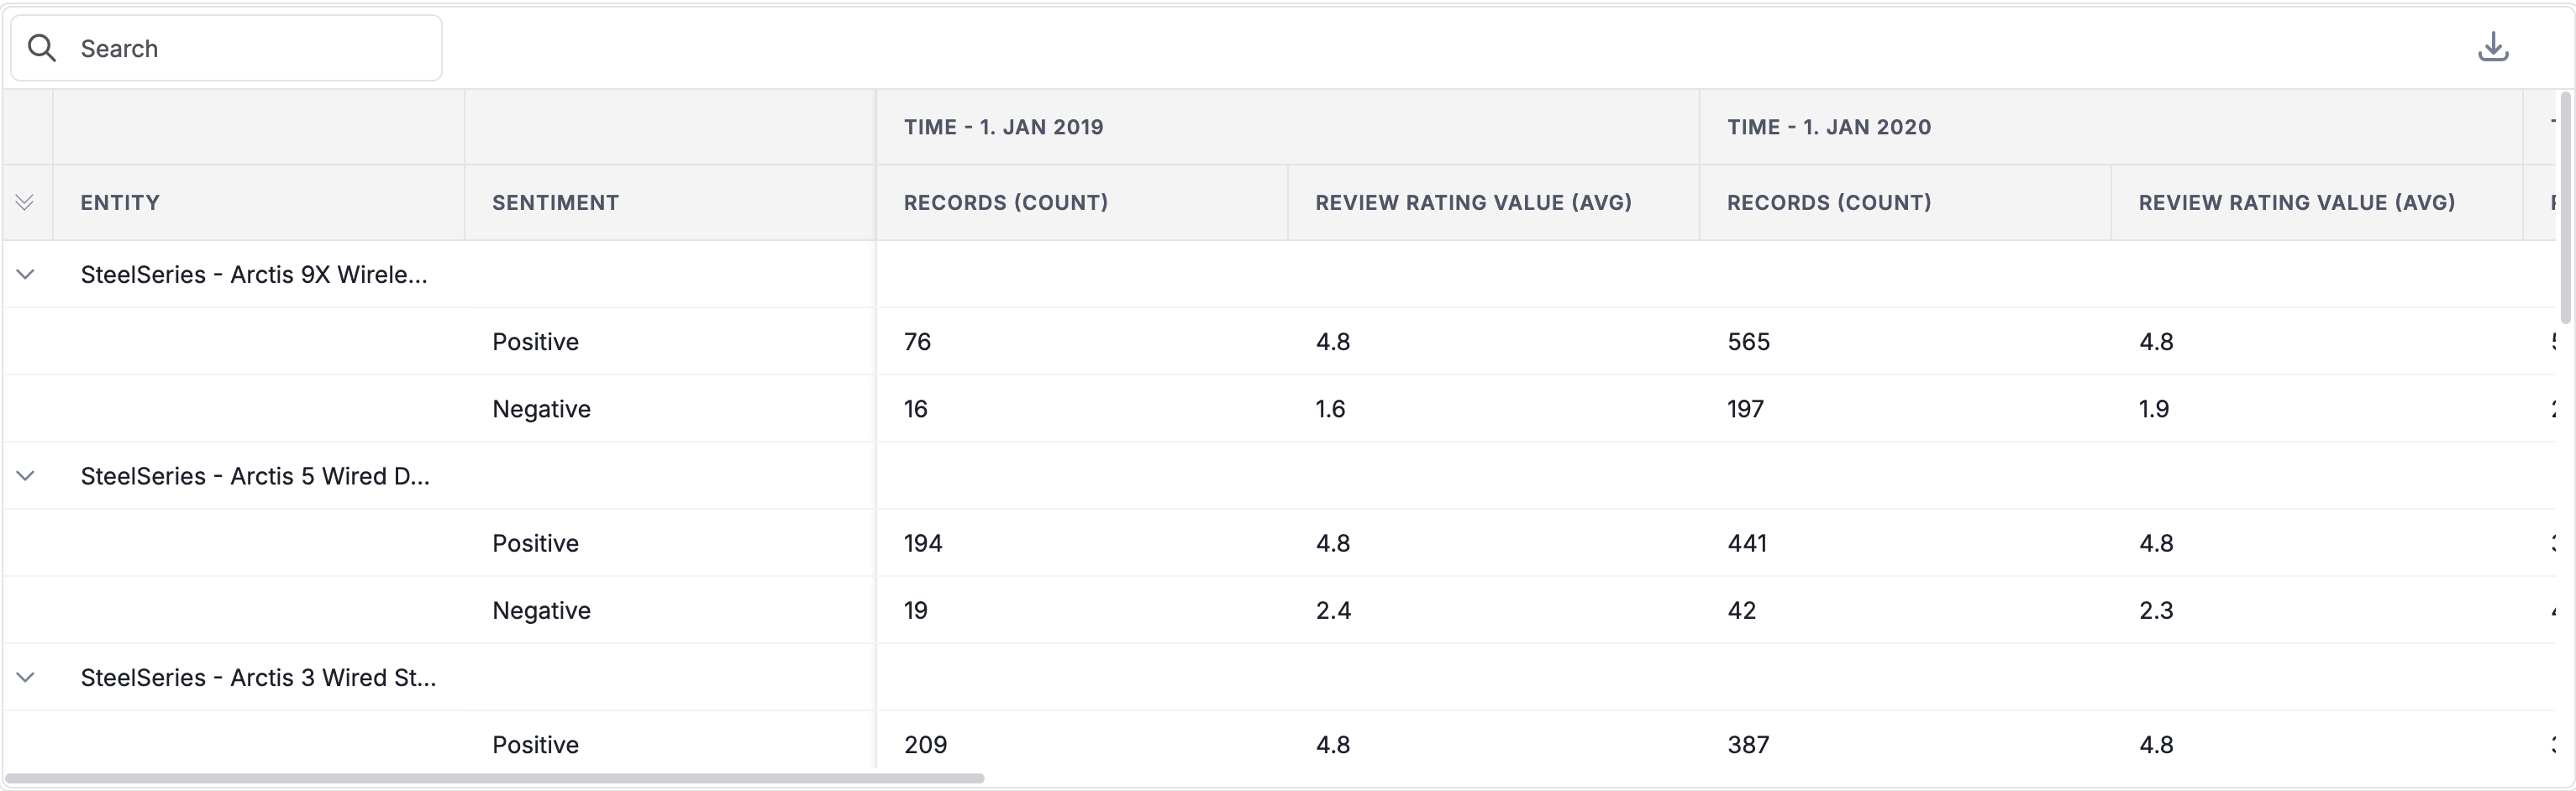 Search
TIME - 1. JAN 2019 TIME - 1. JAN 2020
ENTITY SENTIMENT RECORDS (COUNT) REVIEW RATING VALUE (AVG) RECORDS (COUNT) REVIEW RATING VALUE (AVG)
SteelSeries - Arctis 9X Wirele...
Positive 76 4.8 565 4.8
Negative 16 1.6 197 1.9
SteelSeries - Arctis 5 Wired D...
Positive 194 4.8 441 4.8
Negative 19 2.4 42 2.3
SteelSeries - Arctis 3 Wired St...
Positive 209 4.8 387 4.8